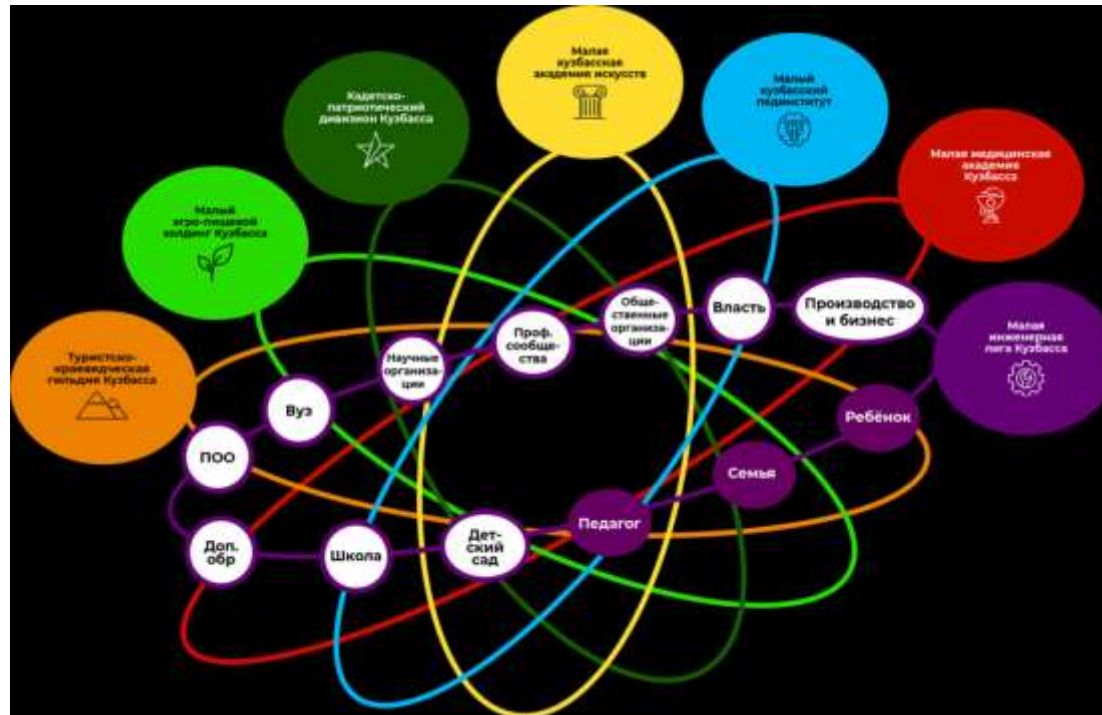 Малая
кузбасская
академия искусств
Кадетско-
патриотический
дивизион Кузбасса
Малый
кузбасский
пединститут
Малая медицинская
академия
Кузбасса
Малый
агро-пищевой
холдинг Кузбасса
Туристско-
краеведческая
гильдия Кузбасса
Малая
инженерная
лига Кузбасса
Власть
Производство
и бизнес
Обще-
ственные
организа-
ции
Проф.
сообще-
ства
Научные
организа-
ции
Вуз
ПОО
Доп.
обр
Школа
Дет-
ский
сад
Педагог
Семья
Ребёнок